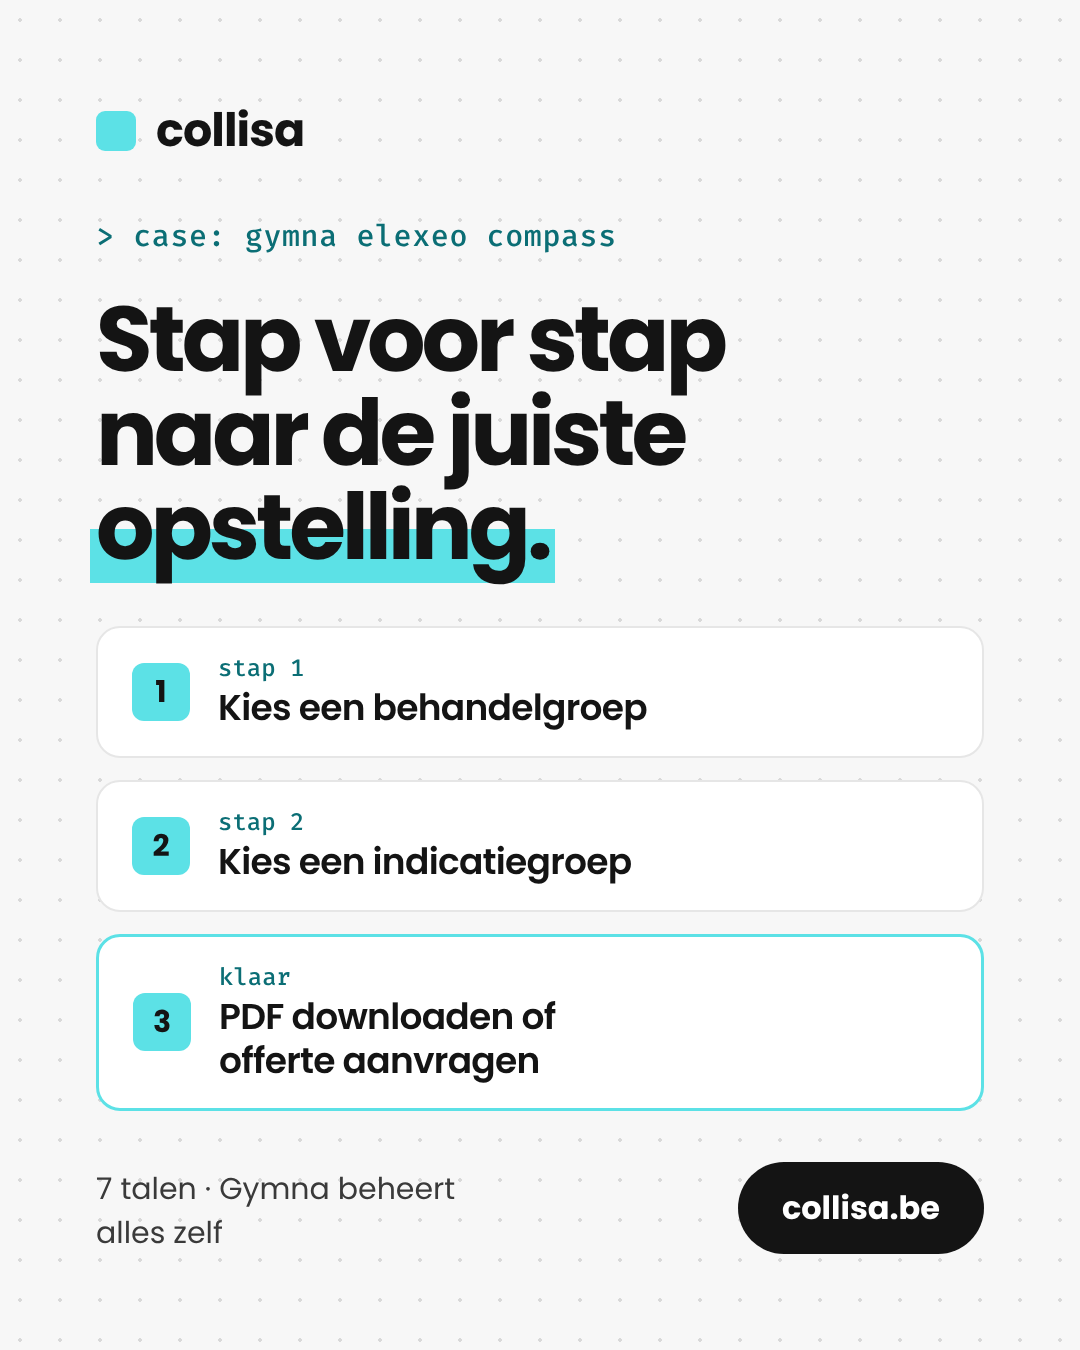 collisa
> case: gymna elexeo compass
Stap voor stap
naar de juiste
opstelling.
1
stap 1
Kies een behandelgroep
2
stap 2
Kies een indicatiegroep
3
klaar
PDF downloaden of
offerte aanvragen
7 talen · Gymna beheert
alles zelf
collisa.be